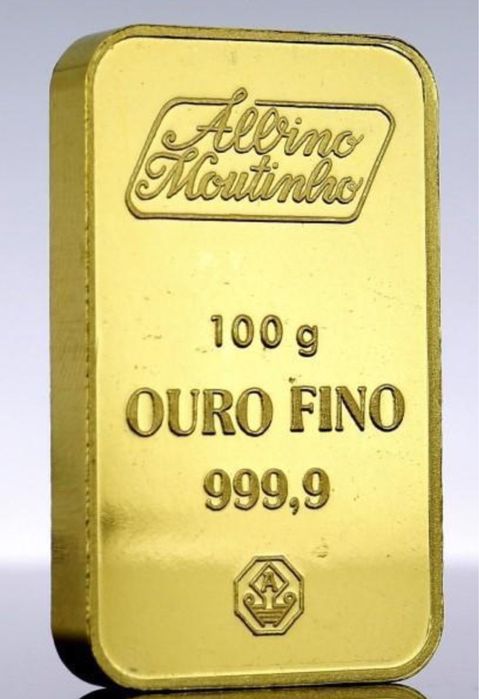 Albino
Moutinho
100 g
OURO FINO
999,9
A